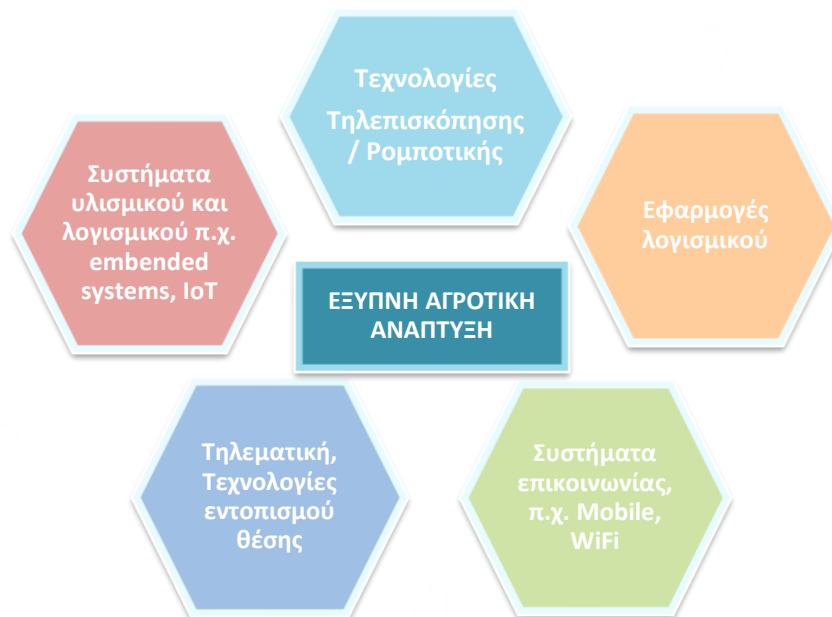 Τεχνολογίες
Τηλεπισκόπησης
/ Ρομποτικής
Συστήματα
υλισμικού και
λογισμικού π.χ.
embended
systems, IoT
Εφαρμογές
λογισμικού
ΕΞΥΠΝΗ ΑΓΡΟΤΙΚΗ
ΑΝΑΠΤΥΞΗ
Τηλεματική,
Τεχνολογίες
εντοπισμού
θέσης
Συστήματα
επικοινωνίας,
π.χ. Mobile,
WiFi